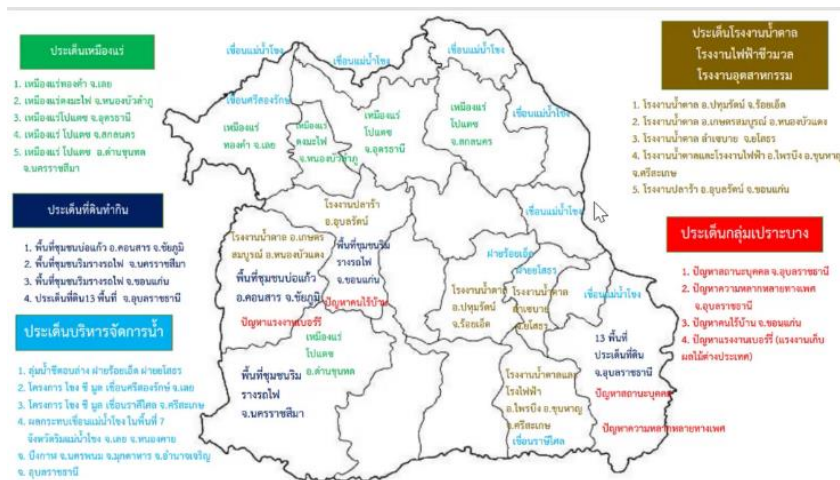 ประเด็นเหมืองแร่
1. เหมืองแร่ทองคำ จ.เลย
2. เหมืองแร่ดงมะไฟ จ.หนองบัวลำภู
3. เหมืองแร่โปแตช จ.อุดรธานี
4. เหมืองแร่ โปแตช จ.สกลนคร
5. เหมืองแร่ โปแตช อ.ด่านขุนทด
จ.นครราชสีมา
ประเด็นที่ดินทำกิน
1. พื้นที่ชุมชนบ่อแก้ว อ.คอนสาร จ.ชัยภูมิ
2. พื้นที่ชุมชนริมรางรถไฟ จ.นครราชสีมา
3. พื้นที่ชุมชนริมรางรถไฟ จ.ขอนแก่น
4. ประเด็นที่ดิน13 พื้นที่ จ.อุบลราชธานี
ประเด็นบริหารจัดการน้ำ
1. ลุ่มน้ำชีตอนล่าง ฝายร้อยเอ็ด ฝายยโสธร
2. โครงการ โขง ชี มูล เขื่อนศรีสองรักษ์ จ.เลย
3. โครงการ โขง ชี มูล เขื่อนราศีไศล จ.ศรีสะเกษ
4. ผลกระทบเขื่อนแม่น้ำโขง ในพื้นที่ 7
จังหวัดริมแม่น้ำโขง จ.เลย จ.หนองคาย
จ. บึงกาฬ จ.นครพนม จ.มุกดาหาร จ.อำนาจเจริญ
จ. อุบลราชธานี
เขื่อนแม่น้ำโขง
เขื่อนแม่น้ำโขง
เขื่อนแม่น้ำโขง
เขื่อนศรีสองรักษ์
เขื่อนแม่น้ำโขง
เหมืองแร่
ทองคำ จ.เลย
เหมืองแร่
ดงมะไฟ
จ.หนองบัวลำภู
เหมืองแร่
โปแตช
จ.อุดรธานี
เหมืองแร่
โปแตช
จ.สกลนคร
โรงงานปลาร้า
อ.อุบลรัตน์
เขื่อนแม่น้ำโขง
โรงงานน้ำตาล อ.เกษตร
สมบูรณ์ อ.หนองบัวแดง
พื้นที่ชุมชนริม
รางรถไฟ
จ.ขอนแก่น
พื้นที่ชุมชนบ่อแก้ว
อ.คอนสาร จ.ชัยภูมิ
ปัญหาคนไร้บ้าน
ปัญหาแรงงานเบอร์รี่
ฝายร้อยเอ็ด
ฝายยโสธร
เขื่อนแม่น้ำโขง
โรงงานน้ำตาล
อ.ปทุมรัตน์
จ.ร้อยเอ็ด
โรงงานน้ำตาล
ลำเซบาย
จ.ยโสธร
เหมืองแร่
โปแตช
อ.ด่านขุนทด
พื้นที่ชุมชนริม
รางรถไฟ
จ.นครราชสีมา
13 พื้นที่
ประเด็นที่ดิน
จ.อุบลราชธานี
โรงงานน้ำตาลและ
โรงไฟฟ้า
อ.ไพรบึง อ.ขุนหาญ
จ.ศรีสะเกษ
เขื่อนราษีไศล
ปัญหาสถานะบุคคล
ปัญหาความหลากหลายทางเพศ
ประเด็นโรงงานน้ำตาล
โรงงานไฟฟ้าชีวมวล
โรงงานอุตสาหกรรม
1. โรงงานน้ำตาล อ.ปทุมรัตน์ จ.ร้อยเอ็ด
2. โรงงานน้ำตาล อ.เกษตรสมบูรณ์ อ.หนองบัวแดง
3. โรงงานน้ำตาล ลำเซบาย จ.ยโสธร
4. โรงงานน้ำตาลและโรงงานไฟฟ้า อ.ไพรบึง อ.ขุนหาญ
จ.ศรีสะเกษ
5. โรงงานปลาร้า อ.อุบลรัตน์ จ.ขอนแก่น
ประเด็นกลุ่มเปราะบาง
1. ปัญหาสถานะบุคคล จ.อุบลราชธานี
2. ปัญหาความหลากหลายทางเพศ
จ.อุบลราชธานี
3. ปัญหาคนไร้บ้าน จ.ขอนแก่น
4. ปัญหาแรงงานเบอร์รี่ (แรงงานเก็บ
ผลไม้ต่างประเทศ)